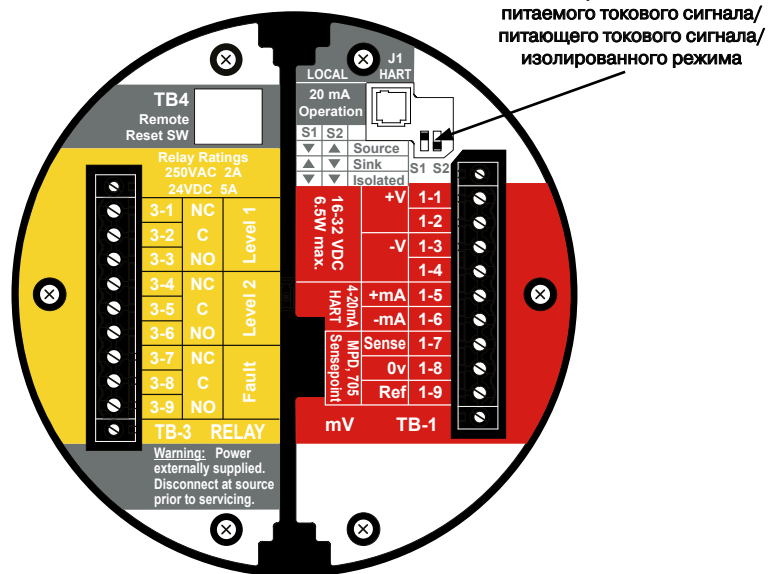 питаемого токового сигнала/
питающего токового сигнала/
изолированного режима
J1
LOCAL HART
20 mA
Operation
S1 S2
▼ ▲ Source
▲ ▼ Sink
▼ ▼ Isolated
S1 S2
TB4
Remote
Reset SW
Relay Ratings
250VAC 2A
24VDC 5A
3-1 NC
3-2 C
3-3 NO
Level 1
3-4 NC
3-5 C
3-6 NO
Level 2
3-7 NC
3-8 C
3-9 NO
Fault
TB-3 RELAY
Warning: Power
externally supplied.
Disconnect at source
prior to servicing.
16-32 VDC
6.5W max.
+V 1-1
1-2
-V 1-3
1-4
4-20mA
HART
+mA 1-5
-mA 1-6
MPD, 705
Sensepoint
Sense 1-7
0v 1-8
Ref 1-9
mV TB-1